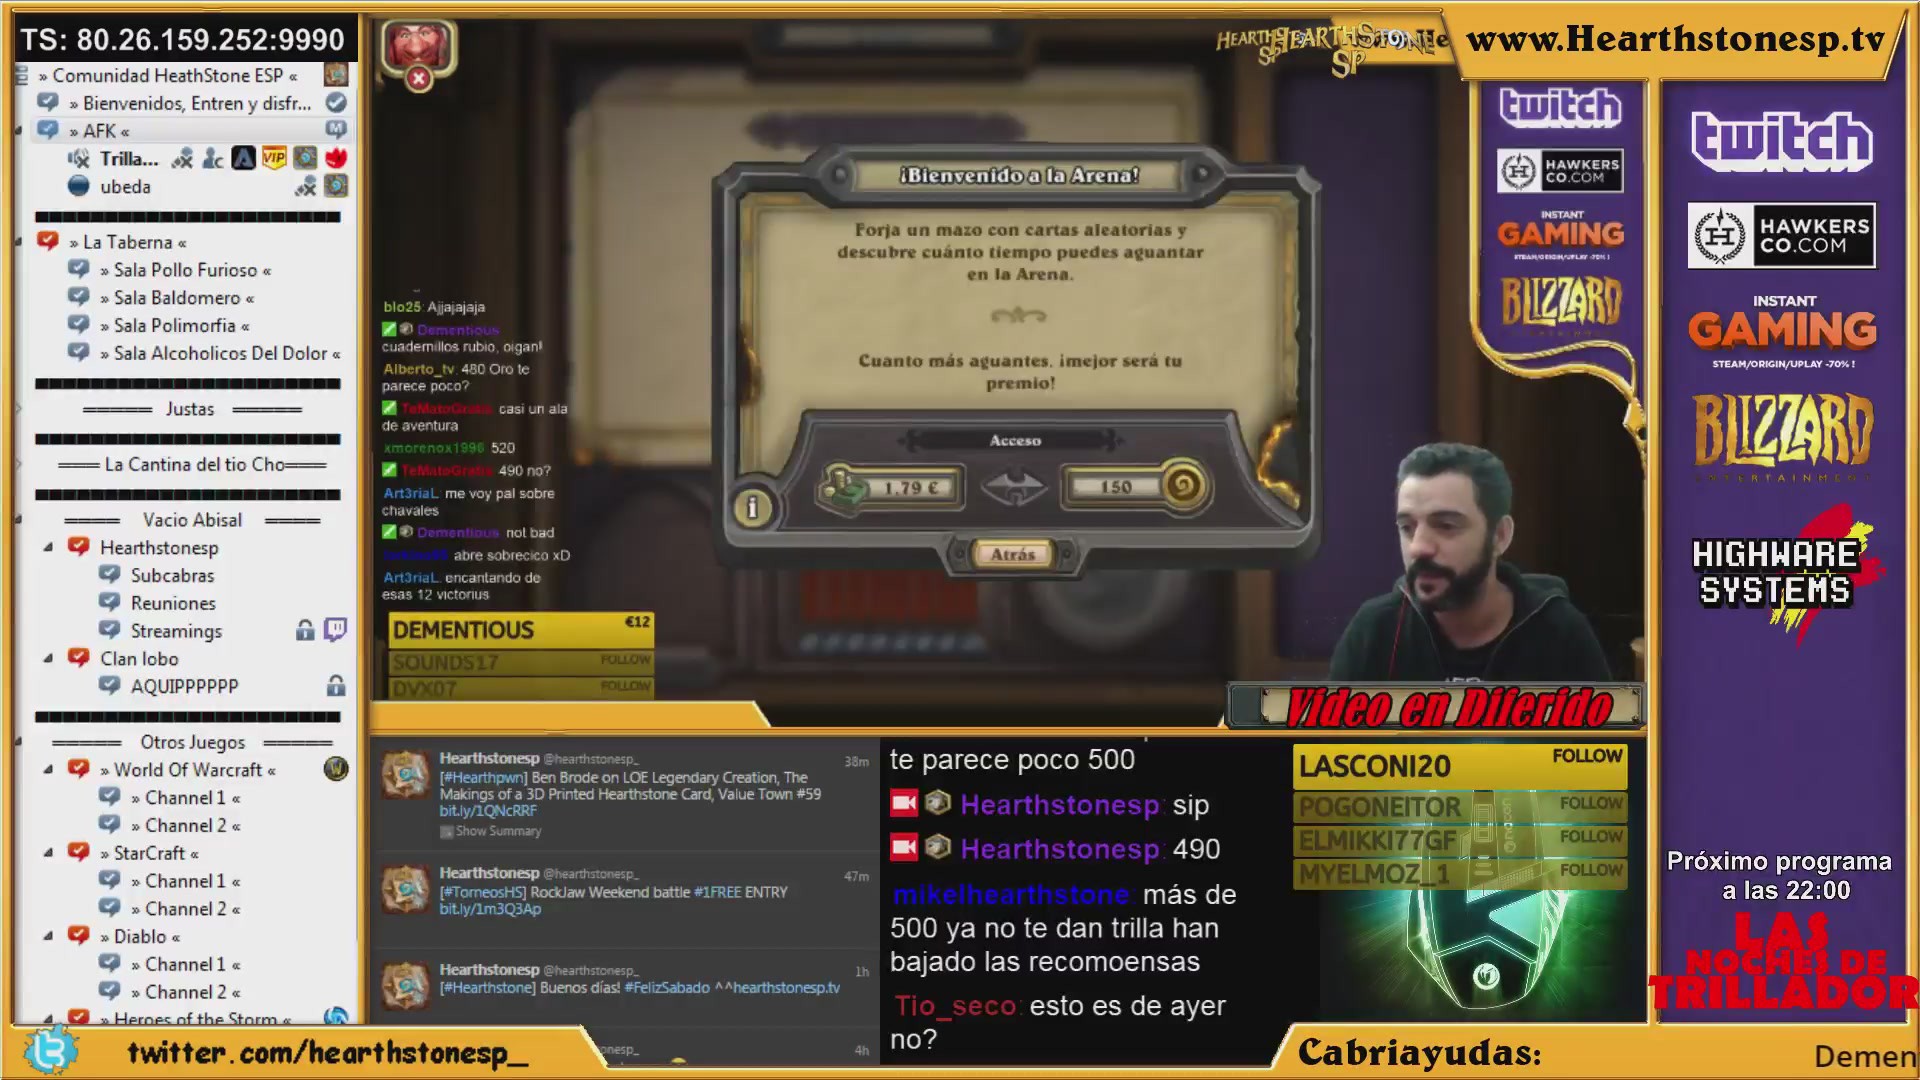 TS: 80.26.159.252:9990
» Comunidad HeathStone ESP «
» Bienvenidos, Entren y disfr...
» AFK «
Trilla...
VIP
ubeda
» La Taberna «
» Sala Pollo Furioso «
» Sala Baldomero «
» Sala Polimorfia «
» Sala Alcoholicos Del Dolor «
Justas
La Cantina del tio Cho
Vacio Abisal
Hearthstonesp
Subcabras
Reuniones
Streamings
Clan lobo
AQUIPPPPPP
Otros Juegos
» World Of Warcraft «
» Channel 1 «
» Channel 2 «
» StarCraft «
» Channel 1 «
» Channel 2 «
» Diablo «
» Channel 1 «
» Channel 2 «
» Heroes of the Storm «
¡Bienvenido a la Arena!
Forja un mazo con cartas aleatorias y
descubre cuánto tiempo puedes aguantar
en la Arena.
Cuanto más aguantes, ¡mejor será tu
premio!
Acceso
1,79 €
150
Atrás
blo25: Ajjajajaja
Dementious
cuadernillos rubio, oigan!
Alberto_tv: 480 Oro te
parece poco?
TeMatoGratis: casi un ala
de aventura
xmorenox1996: 520
TeMatoGratis: 490 no?
Art3riaL: me voy pal sobre
chavales
Dementious: not bad
abre sobrecico xD
Art3riaL: encantando de
esas 12 victorius
DEMENTIOUS €12
SOUNDS17 FOLLOW
DVX07 FOLLOW
HEARTHSTONE
SP
www.Hearthstonesp.tv
twitch
HAWKERS
CO.COM
INSTANT
GAMING
STEAM/ORIGIN/UPLAY -70% !
BLIZZARD
twitch
HAWKERS
CO.COM
INSTANT
GAMING
STEAM/ORIGIN/UPLAY -70% !
BLIZZARD
ENTERTAINMENT
HIGHWARE
SYSTEMS
Video en Diferido
Hearthstonesp @hearthstonesp_ 38m
[#Hearthpwn] Ben Brode on LOE Legendary Creation, The
Makings of a 3D Printed Hearthstone Card, Value Town #59
bit.ly/1QNcRRF
Show Summary
Hearthstonesp @hearthstonesp_ 47m
[#TorneosHS] RockJaw Weekend battle #1FREE ENTRY
bit.ly/1m3Q3Ap
Hearthstonesp @hearthstonesp_ 1h
[#Hearthstone] Buenos días! #FelizSabado ^^hearthstonesp.tv
4h
te parece poco 500
Hearthstonesp: sip
Hearthstonesp: 490
mikelhearthstone: más de
500 ya no te dan trilla han
bajado las recomoensas
Tio_seco: esto es de ayer
no?
LASCONI20 FOLLOW
POGONEITOR FOLLOW
ELMIKKI77GF FOLLOW
MYELMOZ_1 FOLLOW
Próximo programa
a las 22:00
LAS
NOCHES DE
TRILLADOR
twitter.com/hearthstonesp_
Cabriayudas:
Demen